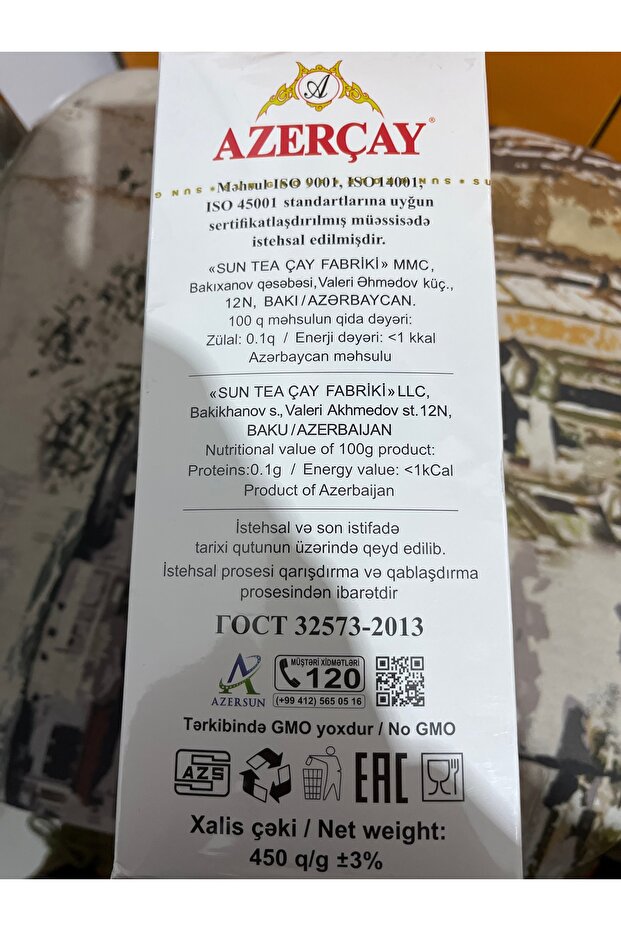 A
AZERÇAY®
Məhsul ISO 9001, ISO 14001,
ISO 45001 standartlarına uyğun
sertifikatlaşdırılmış müəssisədə
istehsal edilmişdir.
«SUN TEA ÇAY FABRİKİ» MMC,
Bakıxanov qəsəbəsi, Valeri Əhmədov küç.,
12N, BAKI/AZƏRBAYCAN.
100 q məhsulun qida dəyəri:
Zülal: 0.1q / Enerji dəyəri: <1 kkal
Azərbaycan məhsulu
«SUN TEA ÇAY FABRİKİ» LLC,
Bakikhanov s., Valeri Akhmedov st. 12N,
BAKU/AZERBAIJAN
Nutritional value of 100g product:
Proteins:0.1g / Energy value: <1kCal
Product of Azerbaijan
İstehsal və son istifadə
tarixi qutunun üzərində qeyd edilib.
İstehsal prosesi qarışdırma və qablaşdırma
prosesindən ibarətdir
ГОСТ 32573-2013
AZERSUN
MÜŞTƏRİ XİDMƏTLƏRİ
120
(+99 412) 565 05 16
Tərkibində GMO yoxdur / No GMO
AZS
EAC
Xalis çəki / Net weight:
450 q/g ±3%